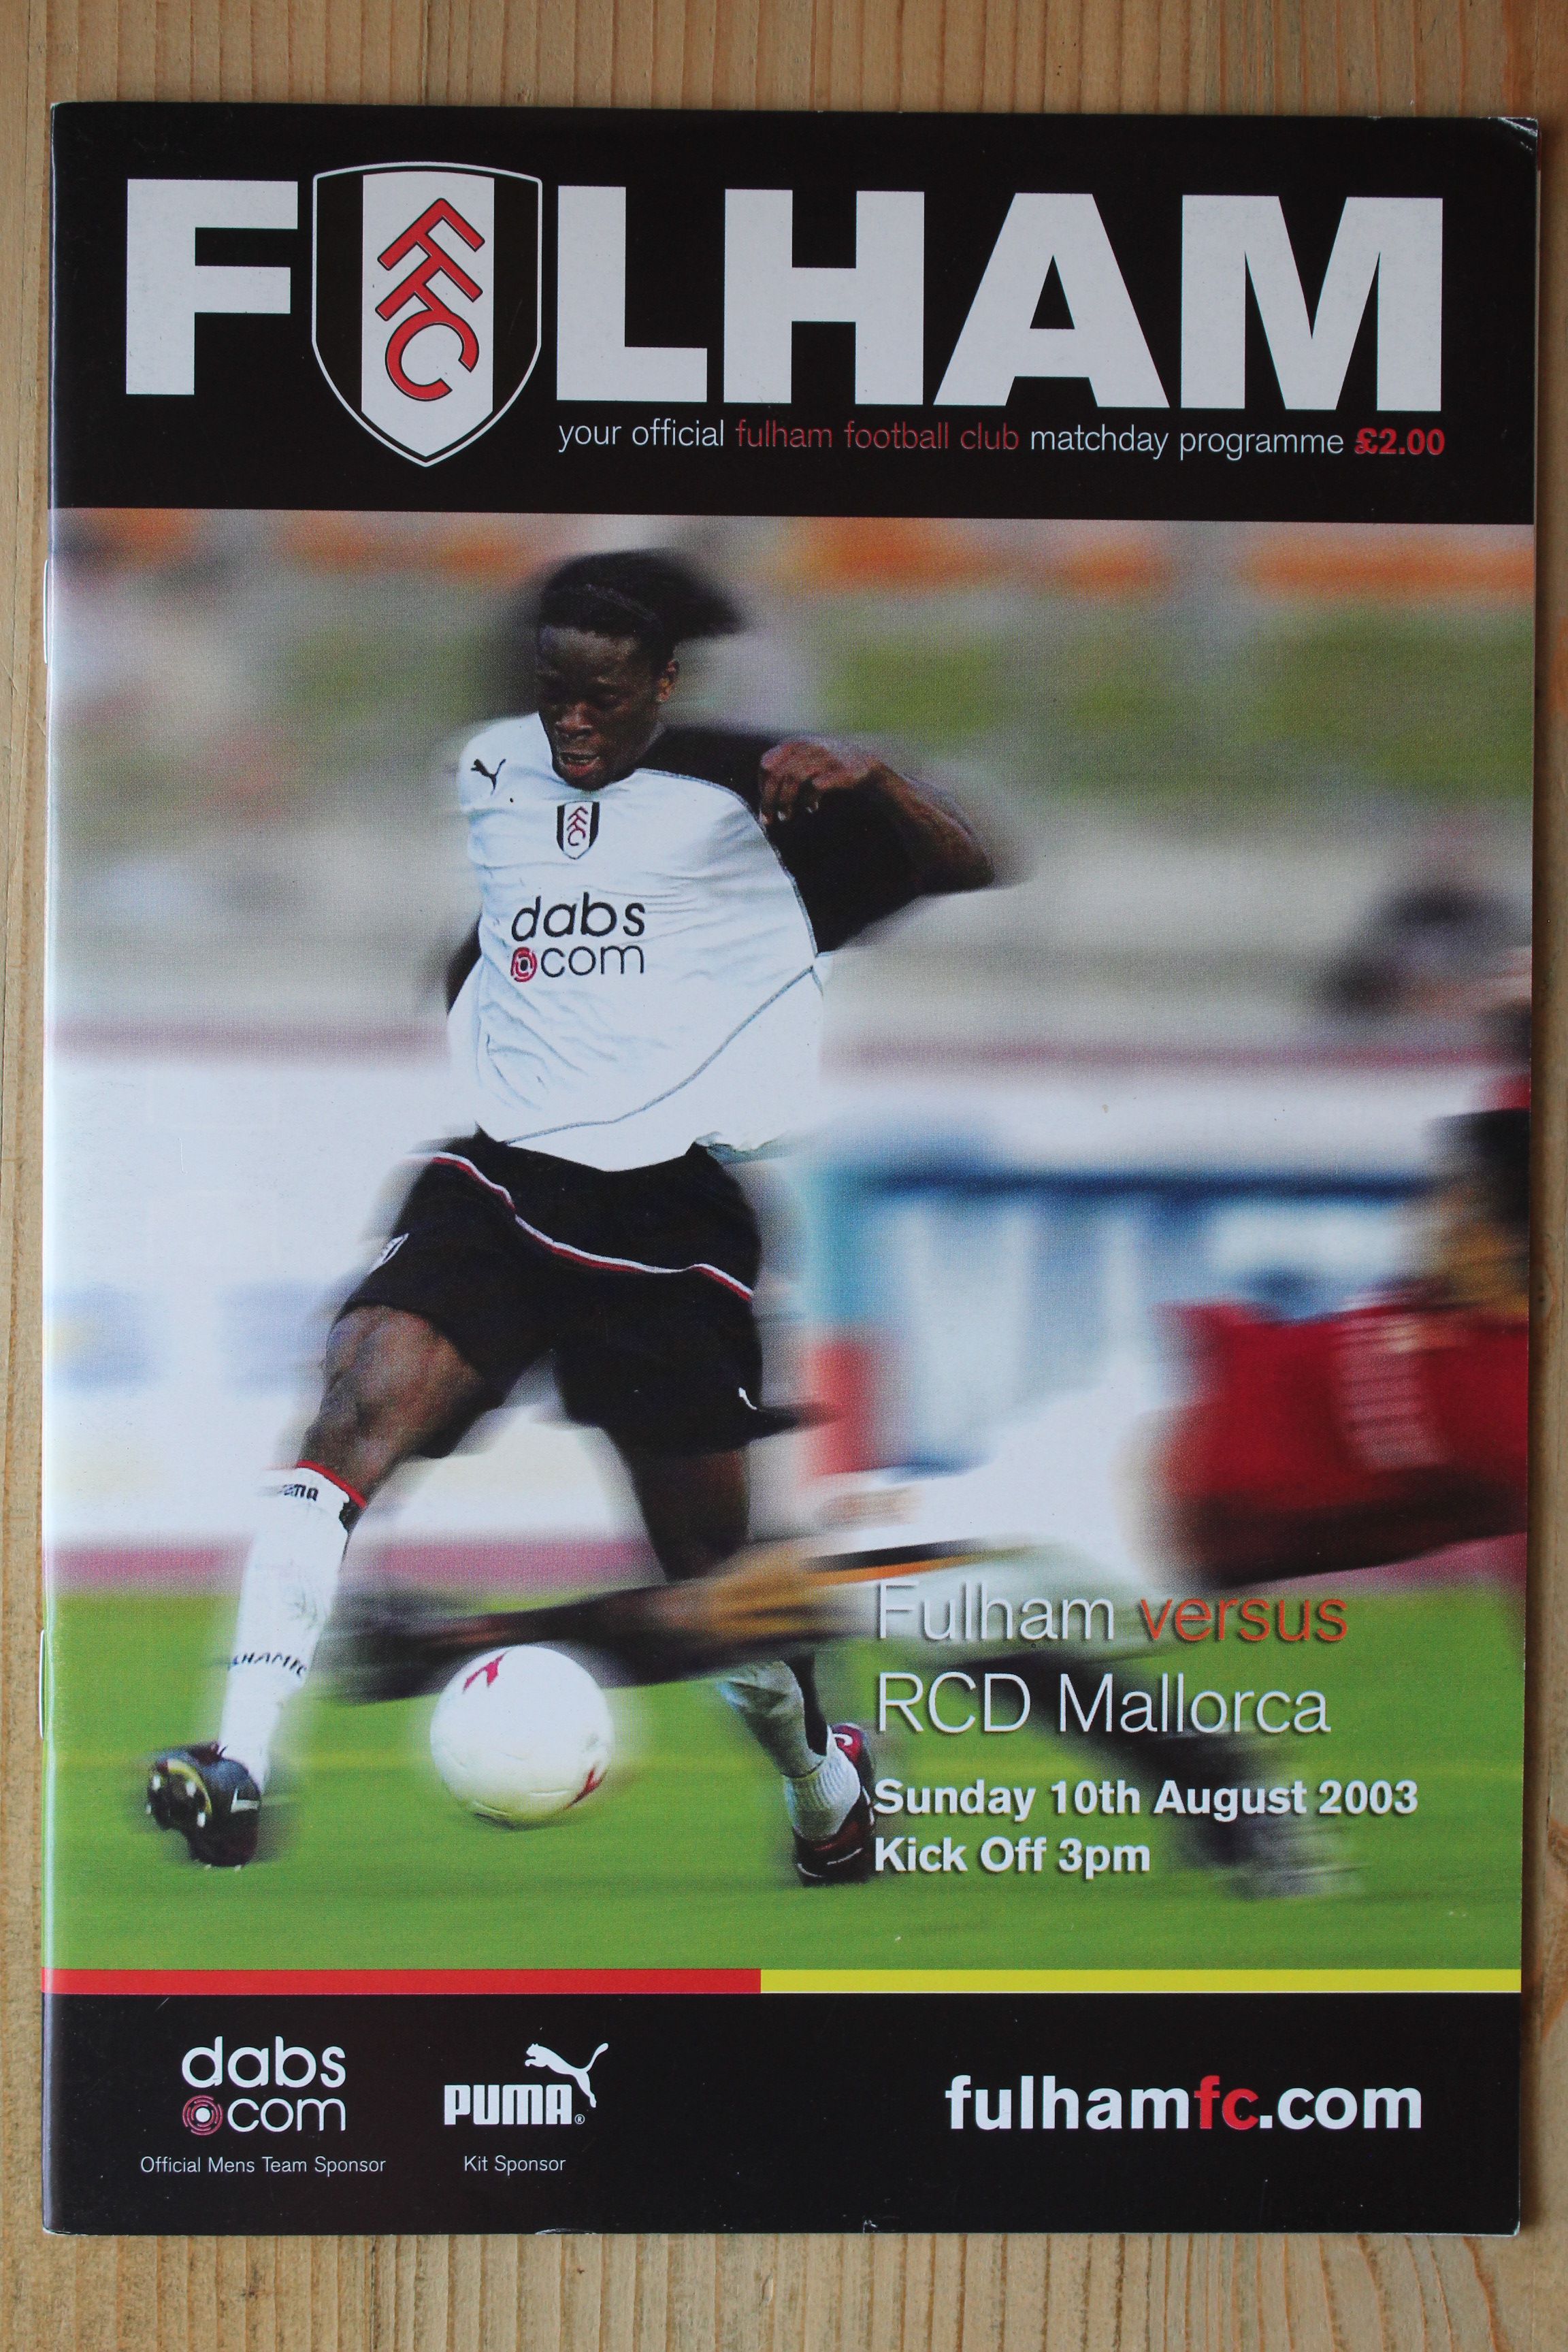 FULHAM
FFC
your official fulham football club matchday programme £2.00
FFC
dabs
.com
Fulham versus
RCD Mallorca
Sunday 10th August 2003
Kick Off 3pm
dabs
.com
Official Mens Team Sponsor
PUMA®
Kit Sponsor
fulhamfc.com